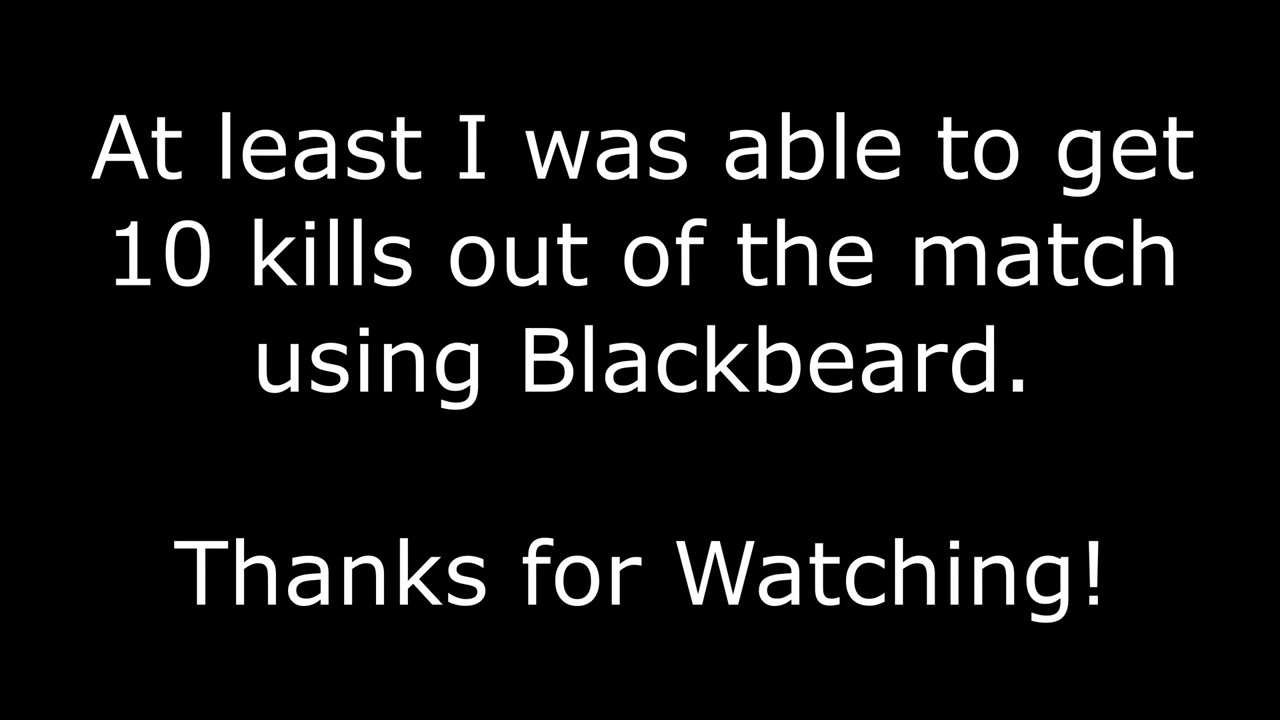 At least I was able to get
10 kills out of the match
using Blackbeard.
Thanks for Watching!